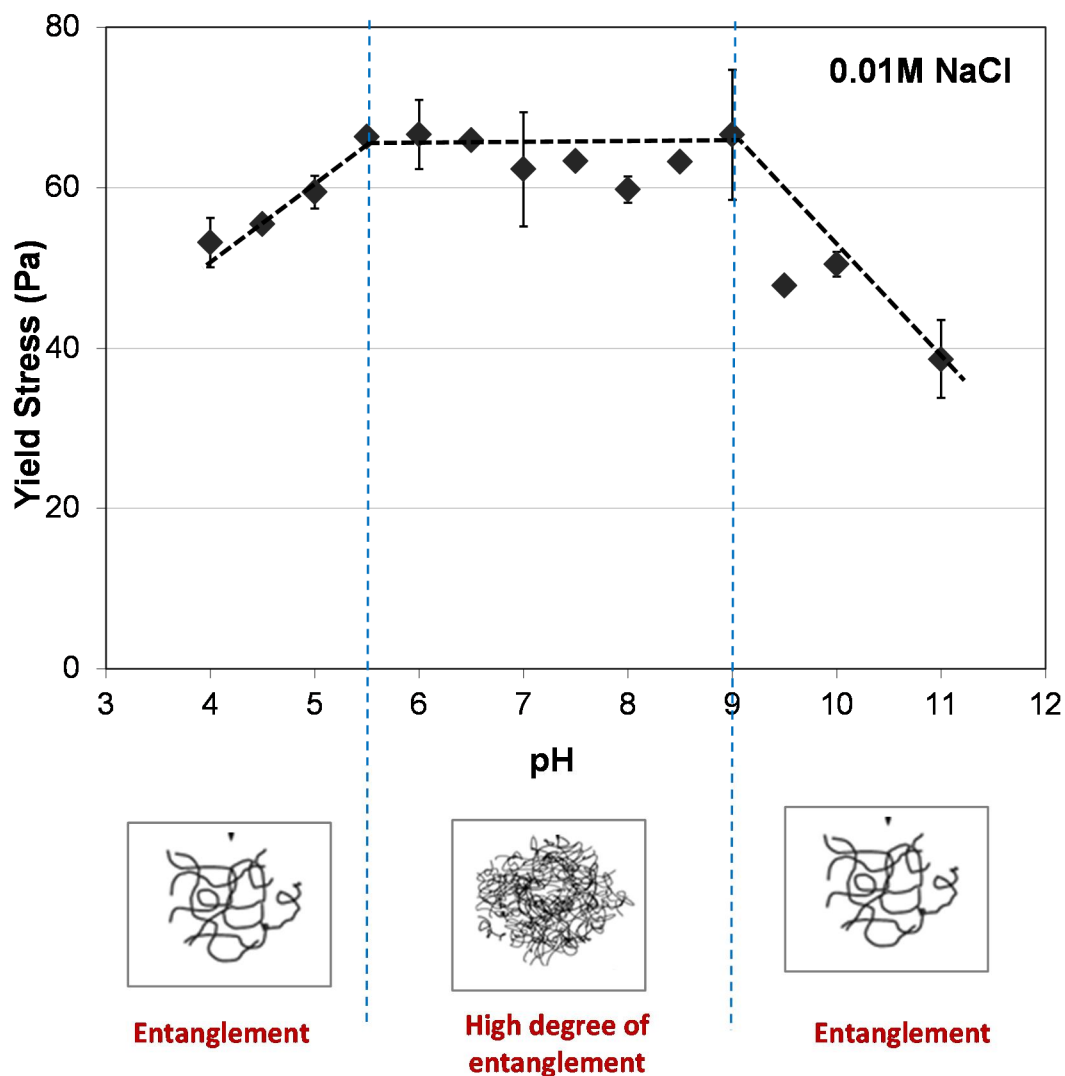 0.01M NaCl
Yield Stress (Pa)
80
60
40
20
0
3 4 5 6 7 8 9 10 11 12
pH
Entanglement
High degree of
entanglement
Entanglement